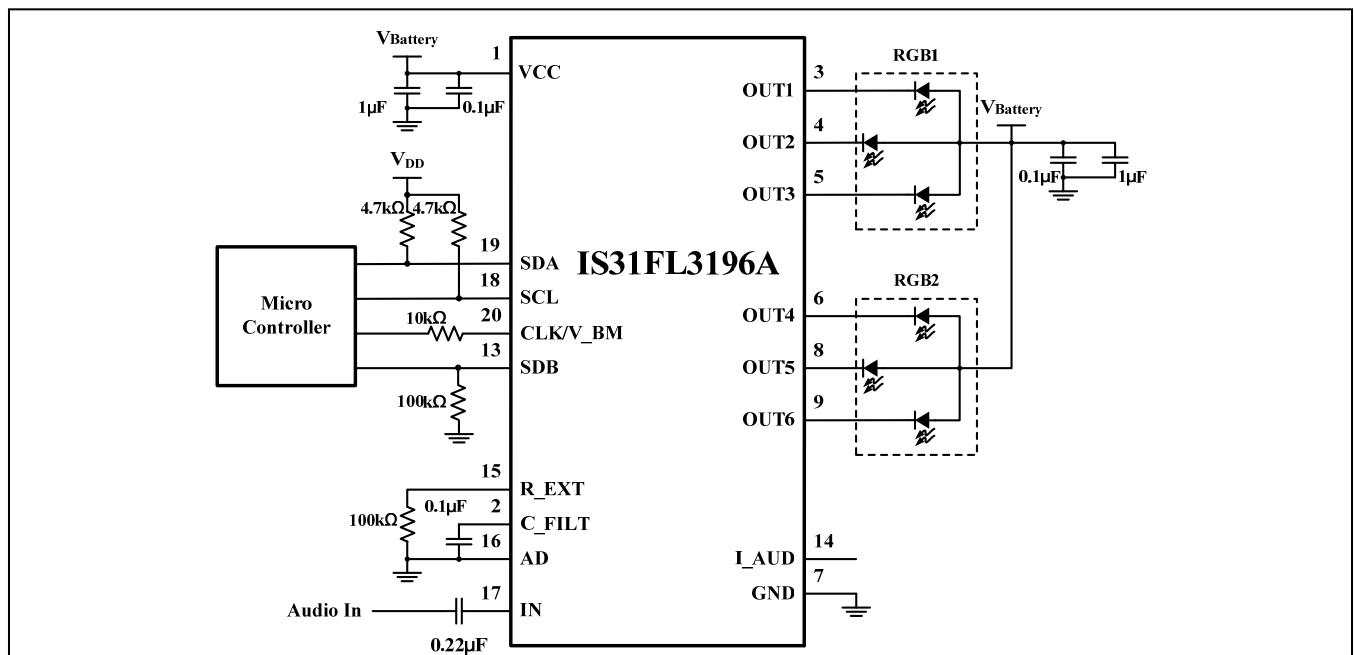 VBattery
1
VCC
1µF
0.1µF
VDD
4.7kΩ
4.7kΩ
19
SDA
18
SCL
Micro
Controller
10kΩ
20
CLK/V_BM
13
SDB
100kΩ
15
R_EXT
0.1µF
2
C_FILT
100kΩ
16
AD
17
Audio In
IN
0.22µF
IS31FL3196A
RGB1
3
OUT1
VBattery
4
OUT2
5
OUT3
0.1µF
1µF
RGB2
6
OUT4
8
OUT5
9
OUT6
14
I_AUD
7
GND